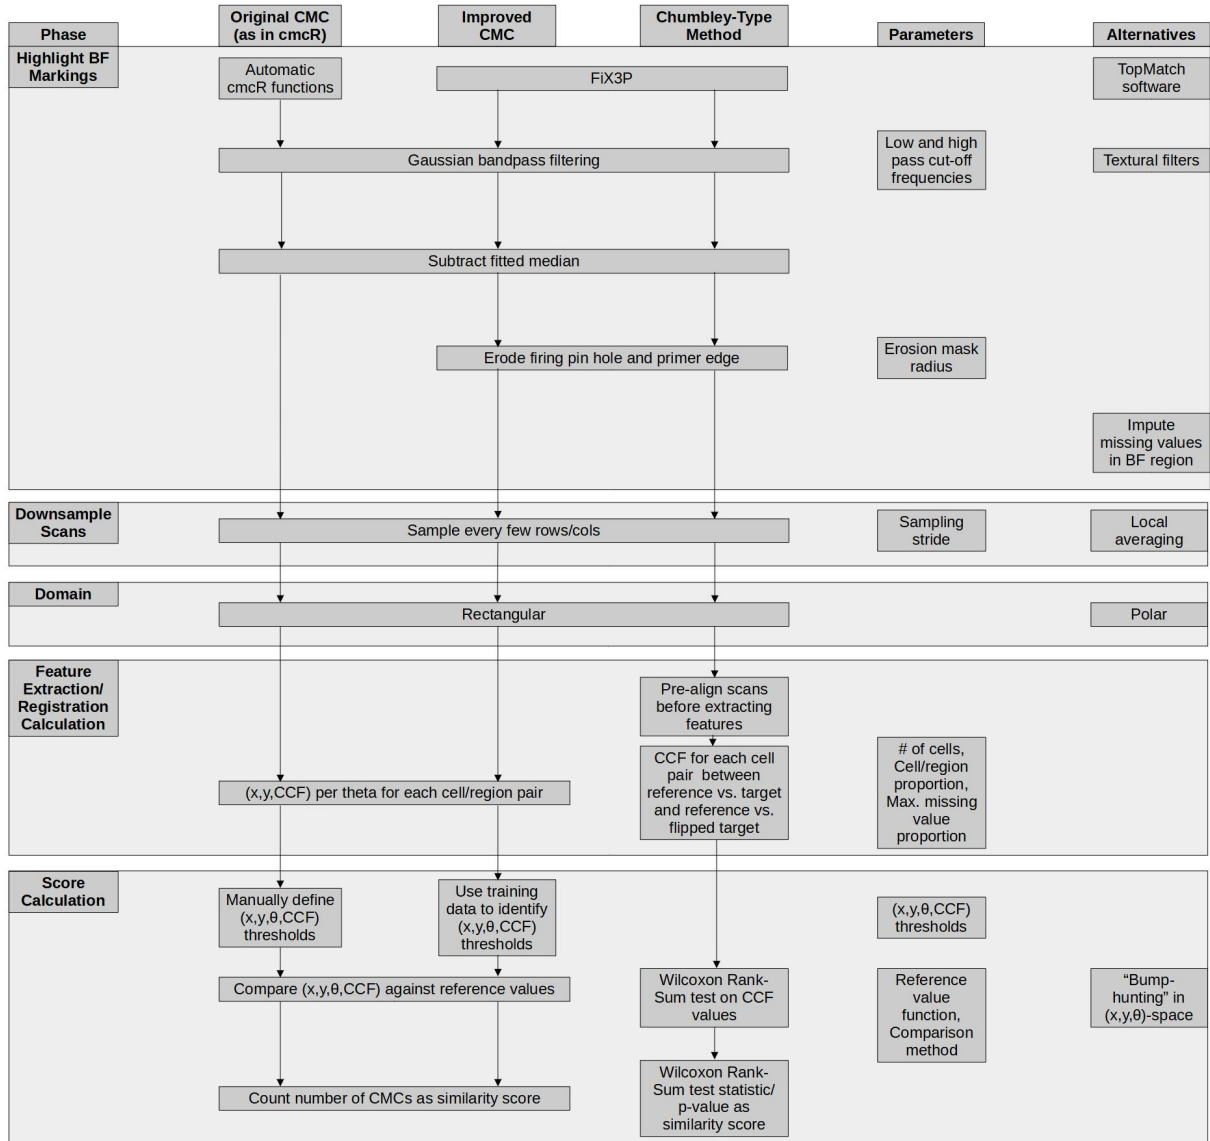 Phase
Original CMC
(as in cmcR)
Improved
CMC
Chumbley-Type
Method
Parameters
Alternatives
Highlight BF
Markings
Automatic
cmcR functions
FiX3P
TopMatch
software
Gaussian bandpass filtering
Low and high
pass cut-off
frequencies
Textural filters
Subtract fitted median
Erode firing pin hole and primer edge
Erosion mask
radius
Impute
missing values
in BF region
Downsample
Scans
Sample every few rows/cols
Sampling
stride
Local
averaging
Domain
Rectangular
Polar
Feature
Extraction/
Registration
Calculation
Pre-align scans
before extracting
features
(x,y,CCF) per theta for each cell/region pair
CCF for each cell
pair between
reference vs. target
and reference vs.
flipped target
# of cells,
Cell/region
proportion,
Max. missing
value
proportion
Score
Calculation
Manually define
(x,y,θ,CCF)
thresholds
Use training
data to identify
(x,y,θ,CCF)
thresholds
(x,y,θ,CCF)
thresholds
Compare (x,y,θ,CCF) against reference values
Wilcoxon Rank-
Sum test on CCF
values
Reference
value
function,
Comparison
method
“Bump-
hunting” in
(x,y,θ)-space
Count number of CMCs as similarity score
Wilcoxon Rank-
Sum test statistic/
p-value as
similarity score